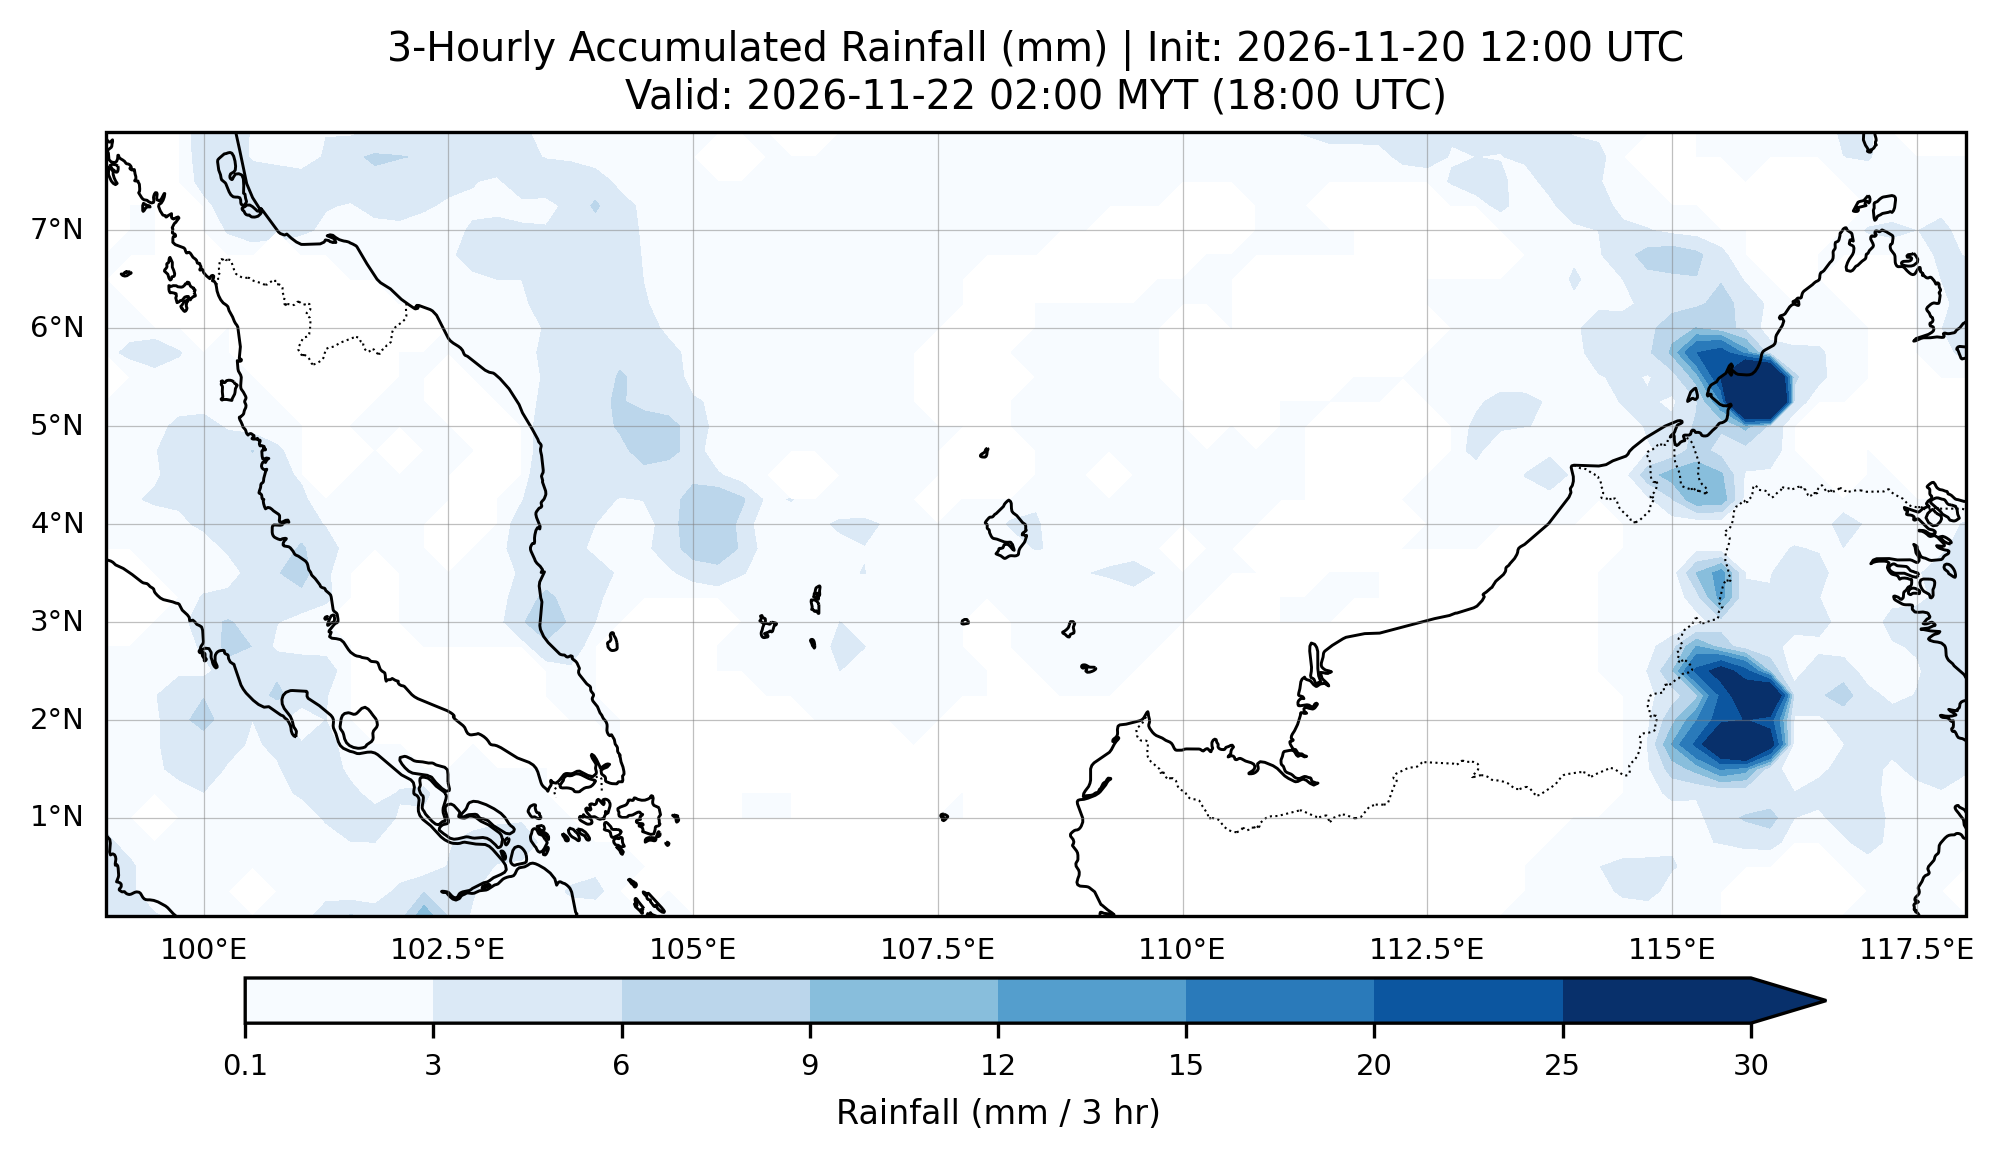 3-Hourly Accumulated Rainfall (mm) | Init: 2026-11-20 12:00 UTC
Valid: 2026-11-22 02:00 MYT (18:00 UTC)
7°N
6°N
5°N
4°N
3°N
2°N
1°N
100°E 102.5°E 105°E 107.5°E 110°E 112.5°E 115°E 117.5°E
0.1 3 6 9 12 15 20 25 30
Rainfall (mm / 3 hr)